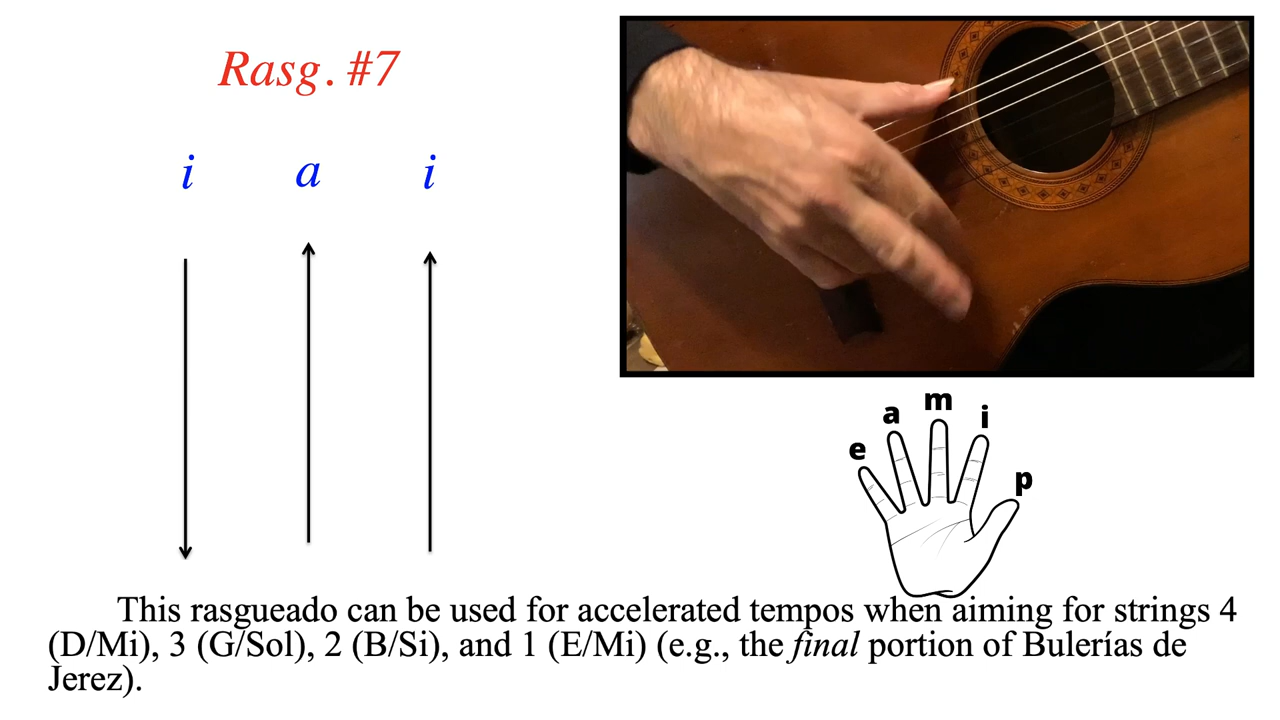 Rasg. #7
i a i
e a m i p
This rasgueado can be used for accelerated tempos when aiming for strings 4
(D/Mi), 3 (G/Sol), 2 (B/Si), and 1 (E/Mi) (e.g., the final portion of Bulerías de
Jerez).